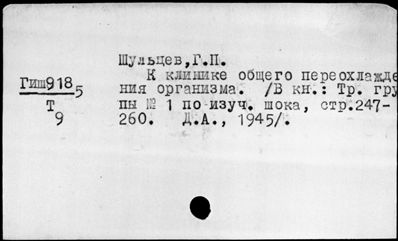 Шульцев,Г.П.
К клинике общего переохлажде
ния организма. /В кн.: Тр. гру
пы № 1 по изуч. шока, стр.247-
260. Д.А., 1945/.
Гиш918 5
Т
9